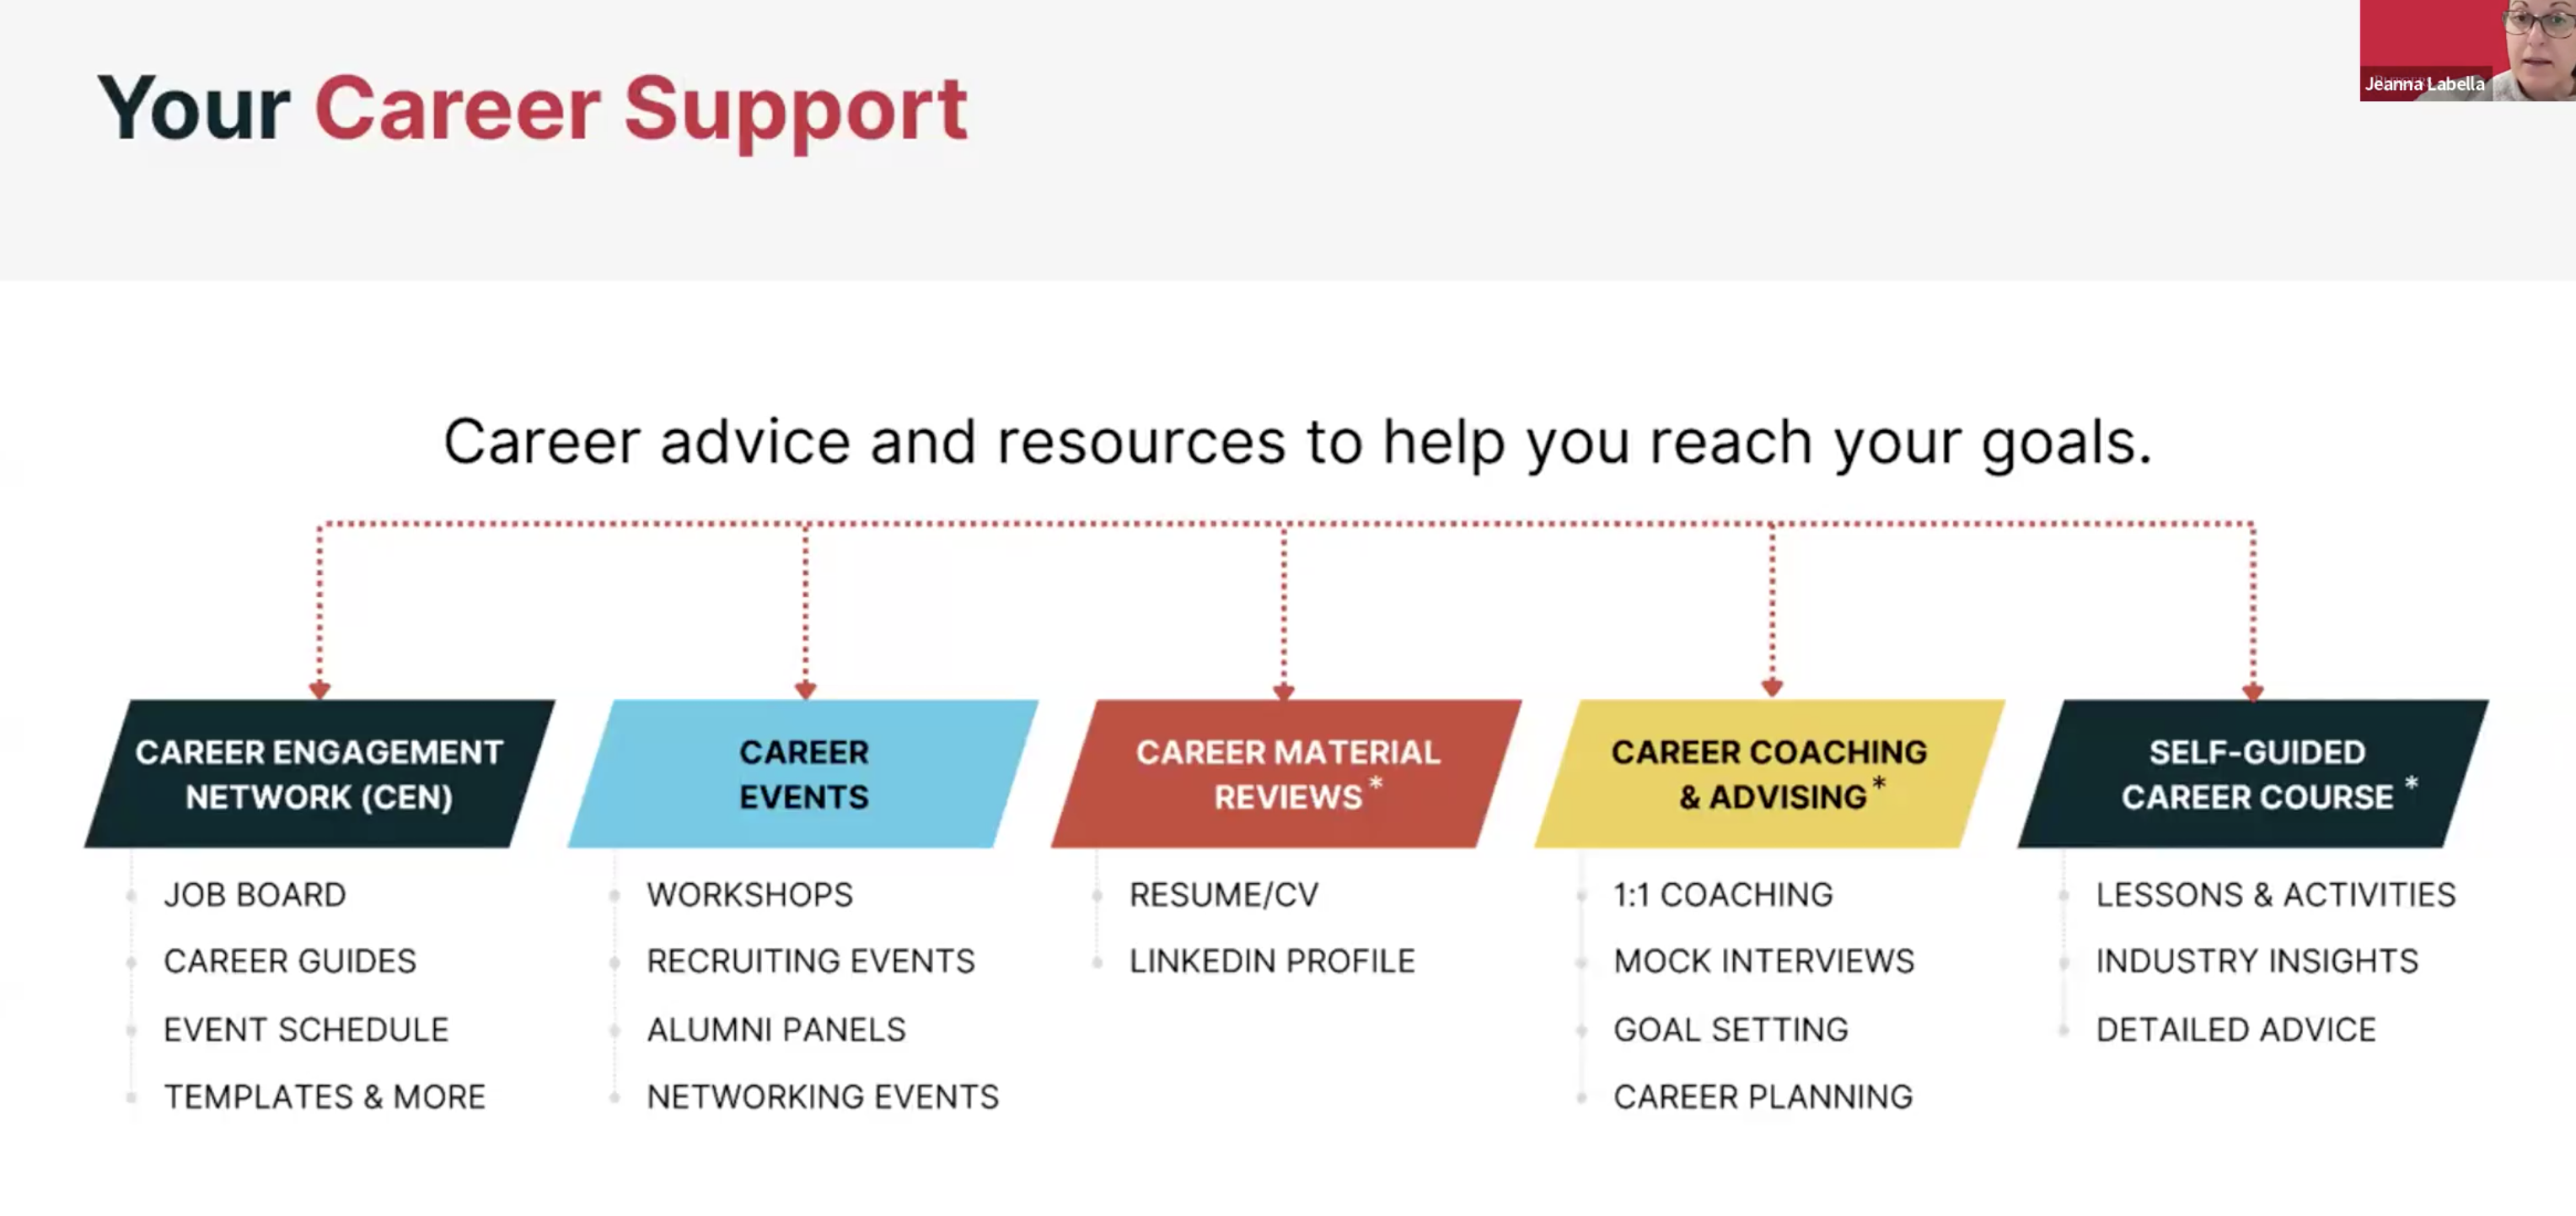 Your Career Support
Jeanna Labella
Career advice and resources to help you reach your goals.
CAREER ENGAGEMENT
NETWORK (CEN)
JOB BOARD
CAREER GUIDES
EVENT SCHEDULE
TEMPLATES & MORE
CAREER
EVENTS
WORKSHOPS
RECRUITING EVENTS
ALUMNI PANELS
NETWORKING EVENTS
CAREER MATERIAL
REVIEWS*
RESUME/CV
LINKEDIN PROFILE
CAREER COACHING
& ADVISING*
1:1 COACHING
MOCK INTERVIEWS
GOAL SETTING
CAREER PLANNING
SELF-GUIDED
CAREER COURSE *
LESSONS & ACTIVITIES
INDUSTRY INSIGHTS
DETAILED ADVICE